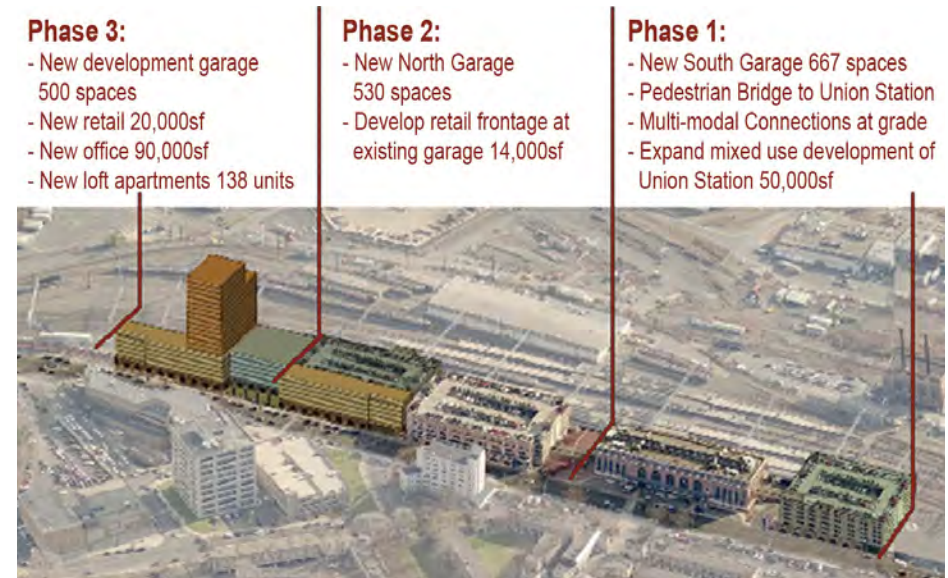 Phase 3:
- New development garage
500 spaces
- New retail 20,000sf
- New office 90,000sf
- New loft apartments 138 units
Phase 2:
- New North Garage
530 spaces
- Develop retail frontage at
existing garage 14,000sf
Phase 1:
- New South Garage 667 spaces
- Pedestrian Bridge to Union Station
- Multi-modal Connections at grade
- Expand mixed use development of
Union Station 50,000sf